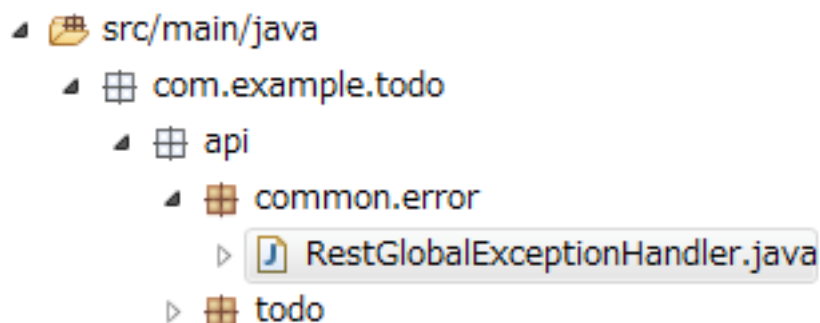 src/main/java
com.example.todo
api
common.error
RestGlobalExceptionHandler.java
todo